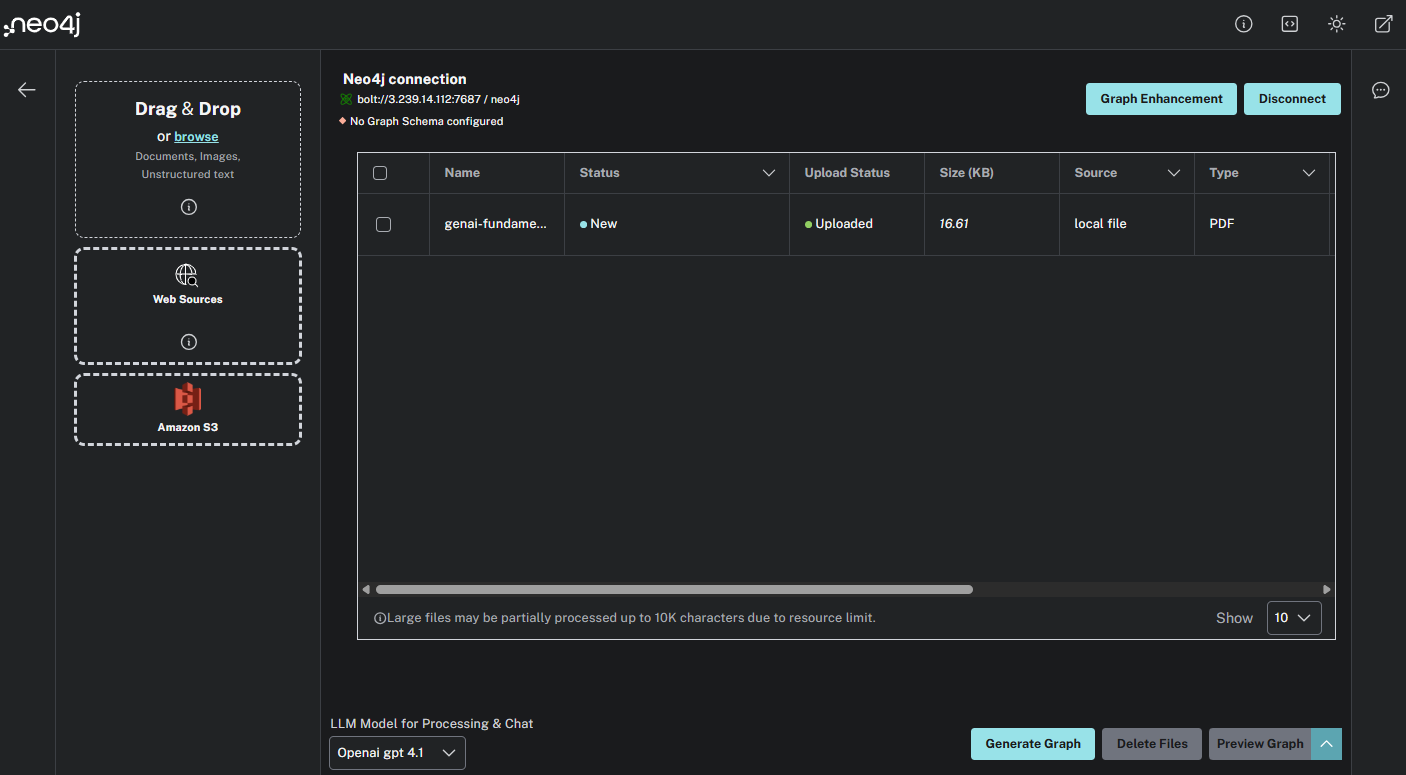 neo4j
Drag & Drop
or browse
Documents, Images,
Unstructured text
Web Sources
Amazon S3
Neo4j connection
bolt://3.239.14.112:7687 / neo4j
No Graph Schema configured
Graph Enhancement
Disconnect
Name Status Upload Status Size (KB) Source Type
genai-fundame... New Uploaded 16.61 local file PDF
Large files may be partially processed up to 10K characters due to resource limit.
Show 10
LLM Model for Processing & Chat
Openai gpt 4.1
Generate Graph
Delete Files
Preview Graph